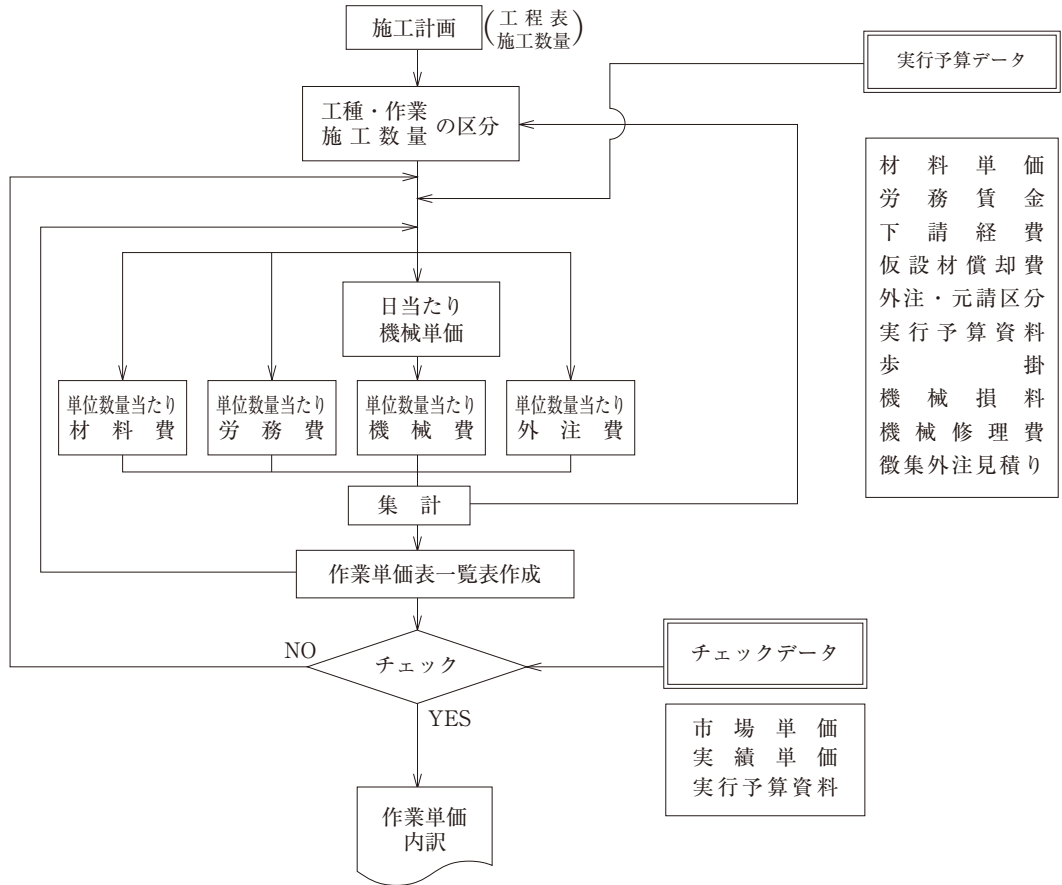 施工計画
(工程表
施工数量)
実行予算データ
工種・作業
施工数量
の区分
材料単価
労務賃金
下請経費
仮設材償却費
外注・元請区分
実行予算資料
歩掛
機械損料
機械修理費
徴集外注見積り
日当たり
機械単価
単位数量当たり
材料費
単位数量当たり
労務費
単位数量当たり
機械費
単位数量当たり
外注費
集計
作業単価表一覧表作成
NO
チェック
チェックデータ
YES
市場単価
実績単価
実行予算資料
作業単価
内訳